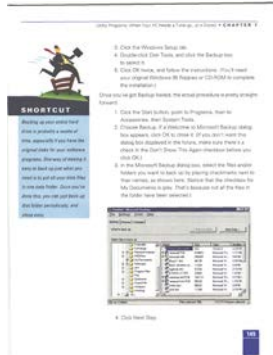 Utility Programs: When Your PC Needs a Tune-up, or a Doctor • CHAPTER 7
3. Click the Windows Setup tab.
4. Double-click Disk Tools, and click the Backup box
to select it.
5. Click OK twice, and follow the instructions. (You'll need
your original Windows 98 floppies or CD-ROM to complete
the installation.)
Once you've got Backup loaded, the actual procedure is pretty straight-
forward:
1. Click the Start button, point to Programs, then to
Accessories, then System Tools.
2. Choose Backup. If a Welcome to Microsoft Backup dialog
box appears, click OK to close it. (If you don't want this
dialog box displayed in the future, make sure there's a
check in the Don't Show This Again checkbox before you
click OK.)
3. In the Microsoft Backup dialog box, select the files and/or
folders you want to back up by placing checkmarks next to
their names, as shown here. (Notice that the checkbox for
My Documents is gray. That's because not all the files in
the folder have been selected.)
4. Click Next Step.
SHORTCUT
Backing up your entire hard
drive is probably a waste of
time, especially if you have the
original disks for your software
programs. One way of making it
easy to back up just what you
need is to put all your work files
in one main folder. Once you've
done this, you can just back up
that folder periodically, and
sleep easy.
145